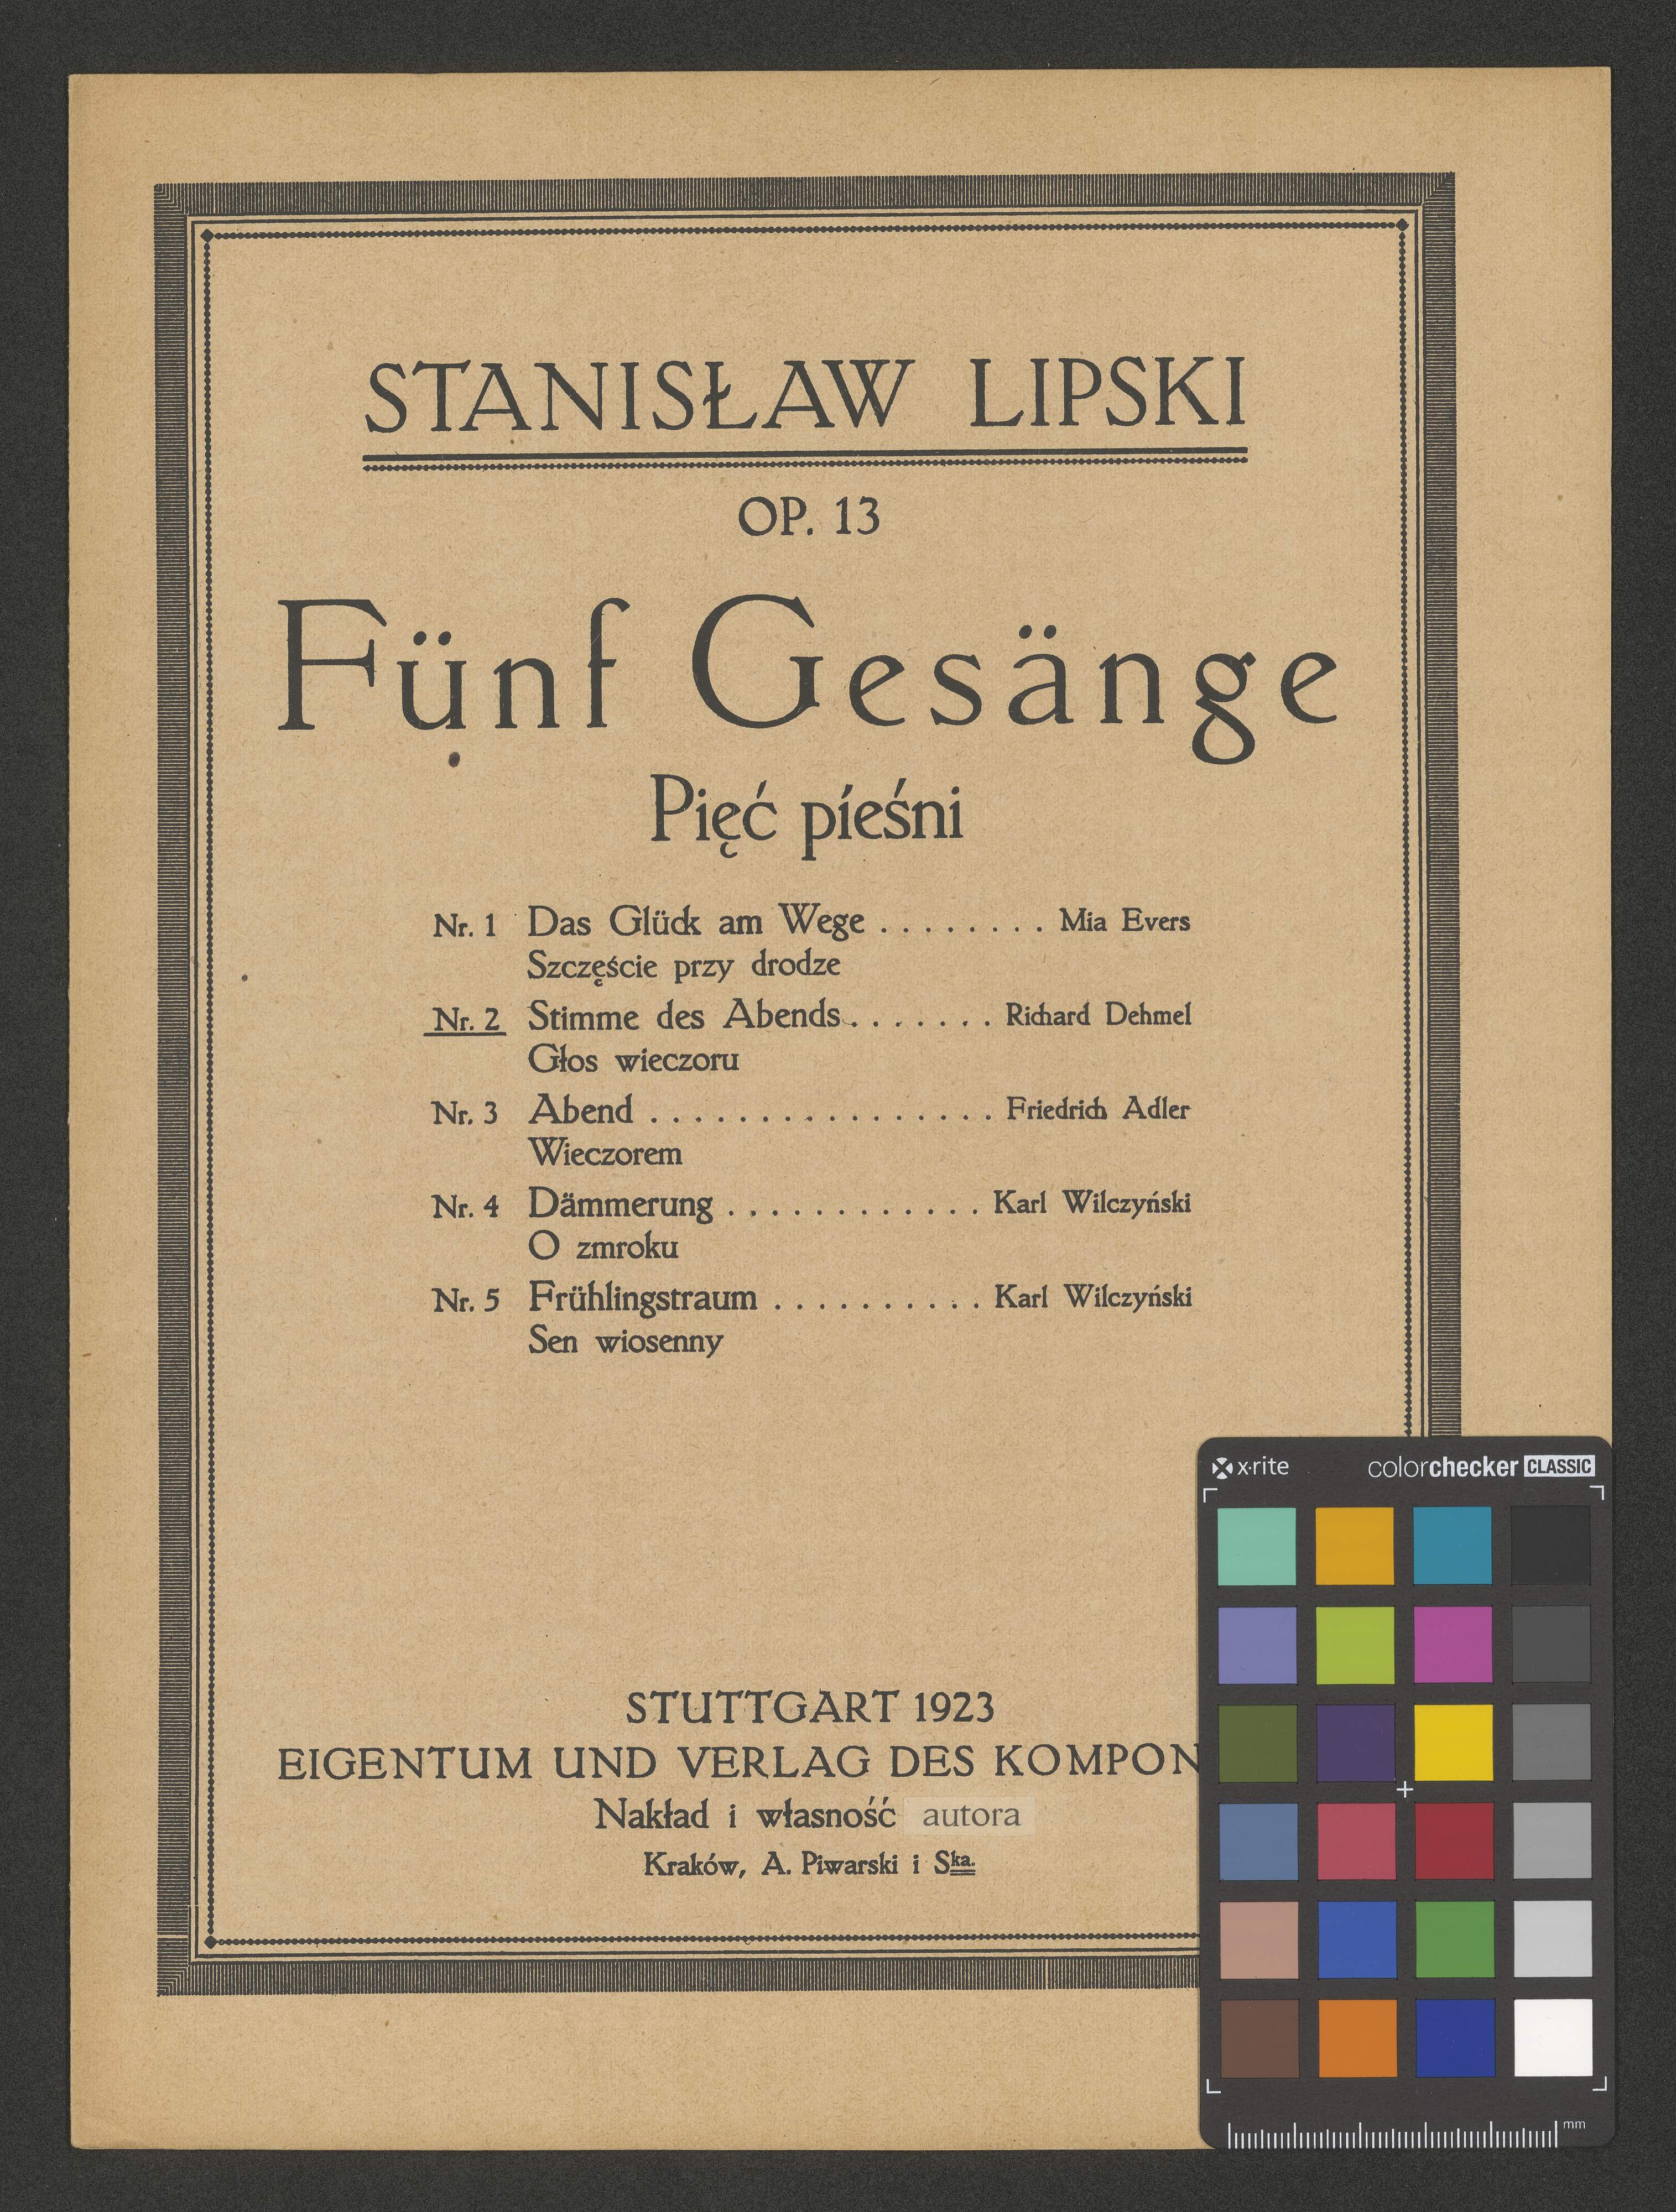 STANISŁAW LIPSKI
OP. 13
Fünf Gesänge
Pięć pieśni
Nr. 1 Das Glück am Wege ........ Mia Evers
Szczęście przy drodze
Nr. 2 Stimme des Abends ....... Richard Dehmel
Głos wieczoru
Nr. 3 Abend ................ Friedrich Adler
Wieczorem
Nr. 4 Dämmerung ............ Karl Wilczyński
O zmroku
Nr. 5 Frühlingstraum .......... Karl Wilczyński
Sen wiosenny
STUTTGART 1923
EIGENTUM UND VERLAG DES KOMPON
Nakład i własność autora
Kraków, A. Piwarski i Ska.
x·rite colorchecker CLASSIC
mm